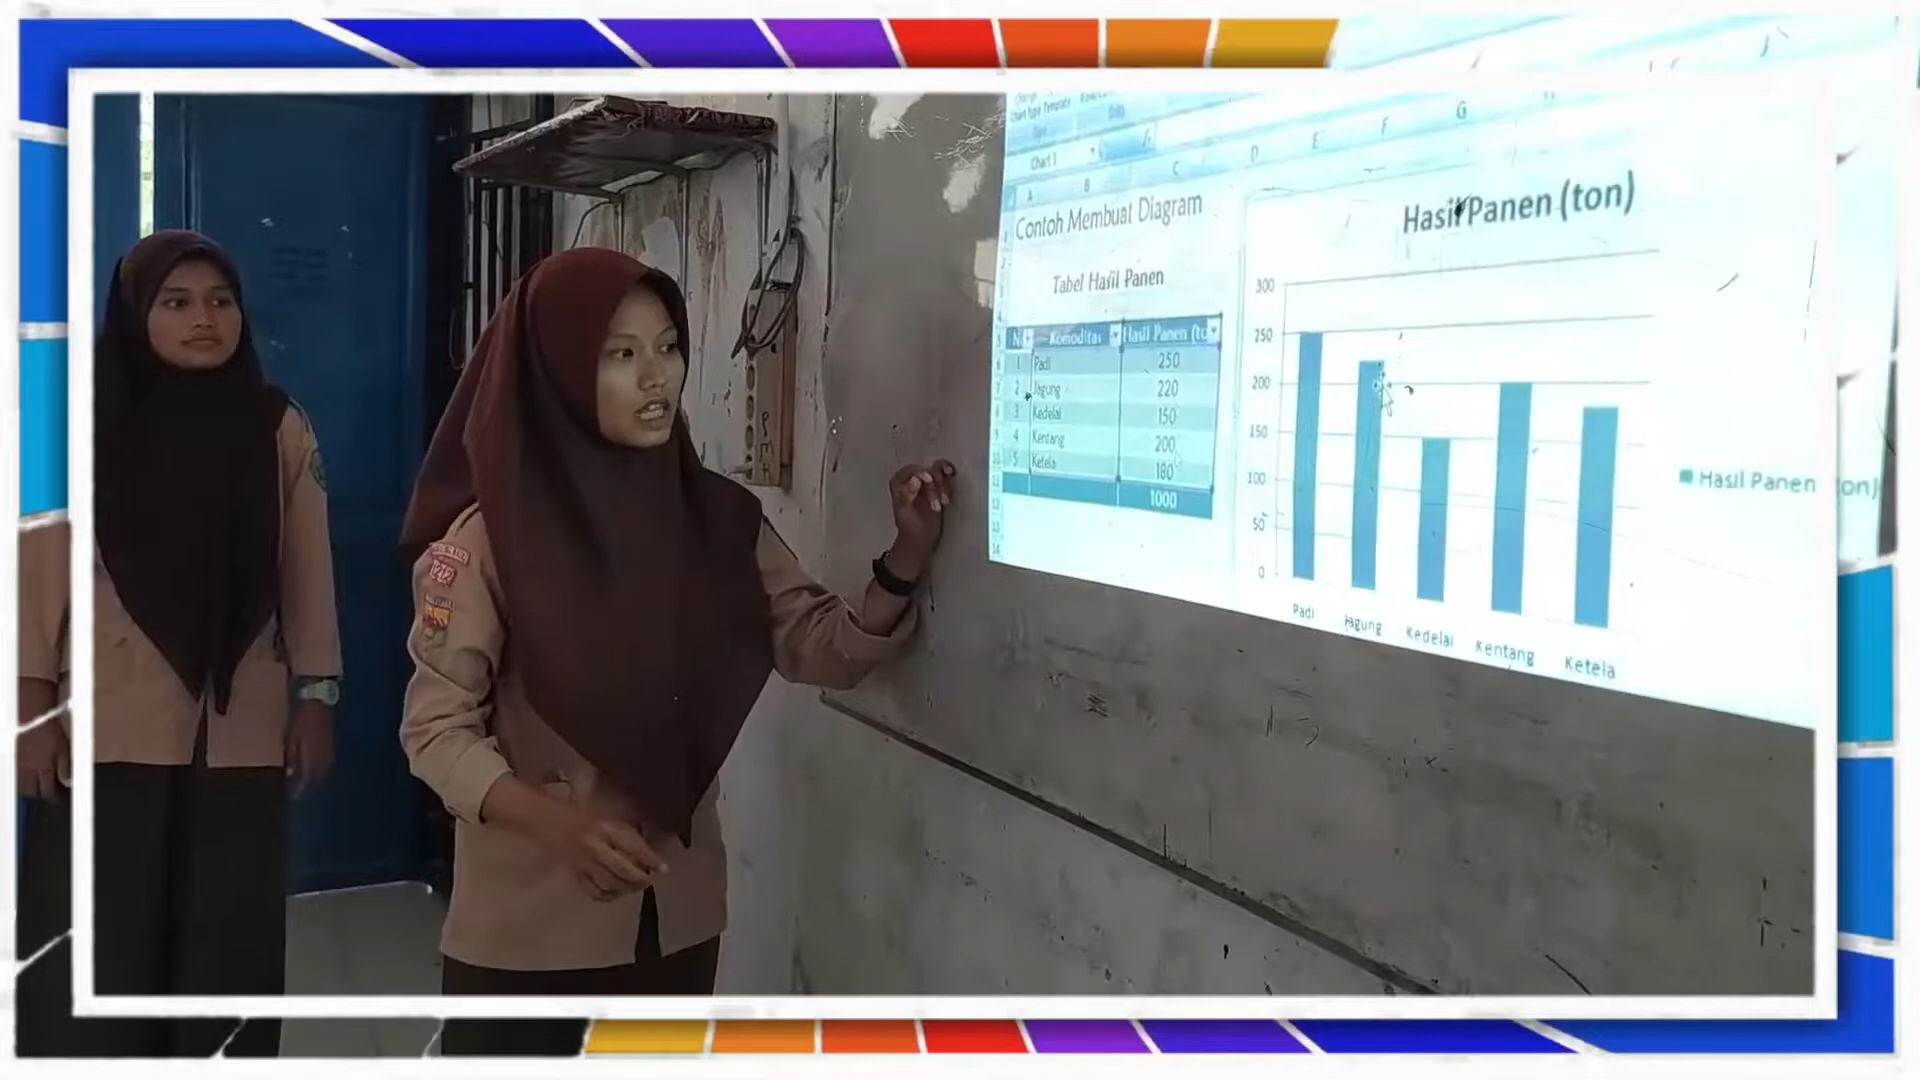 Chart 1
A B C D E F G
Contoh Membuat Diagram
Tabel Hasil Panen
N Komoditas Hasil Panen (to
1 Padi 250
2 Jagung 220
3 Kedelai 150
4 Kentang 200
5 Ketela 180
1000
Hasil Panen (ton)
300
250
200
150
100
50
0
Padi Jagung Kedelai Kentang Ketela
Hasil Panen ton)